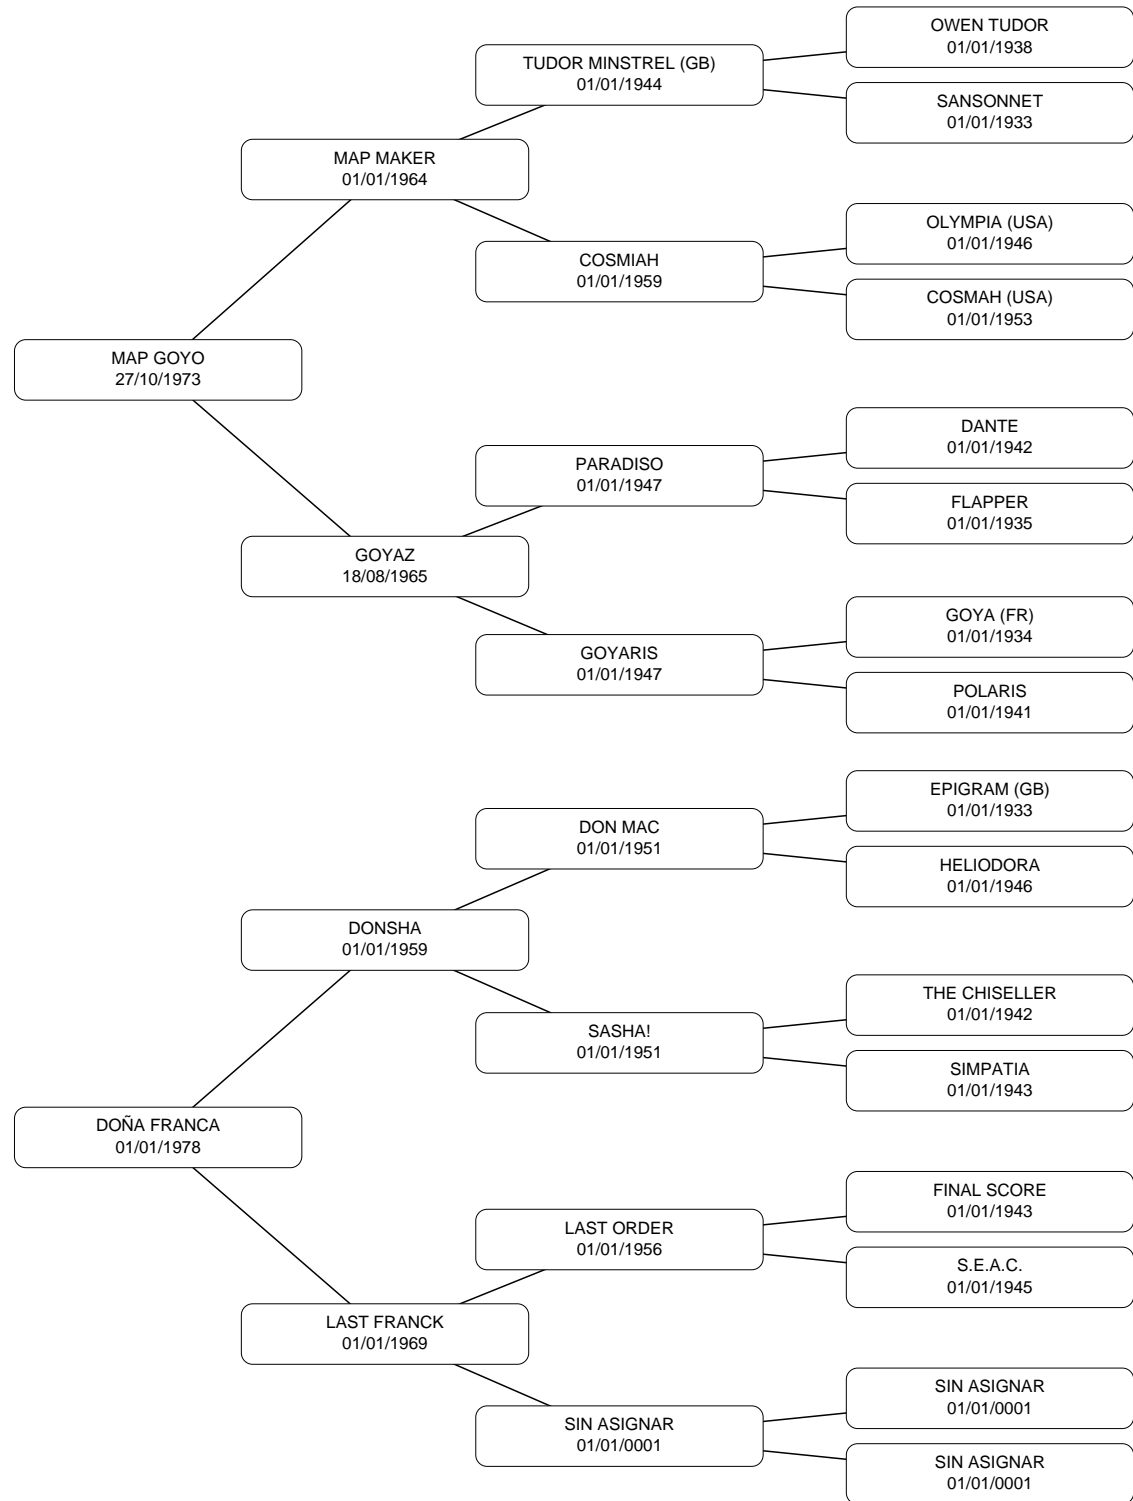 OWEN TUDOR
01/01/1938
TUDOR MINSTREL (GB)
01/01/1944
SANSONNET
01/01/1933
MAP MAKER
01/01/1964
OLYMPIA (USA)
01/01/1946
COSMIAH
01/01/1959
COSMAH (USA)
01/01/1953
MAP GOYO
27/10/1973
DANTE
01/01/1942
PARADISO
01/01/1947
FLAPPER
01/01/1935
GOYAZ
18/08/1965
GOYA (FR)
01/01/1934
GOYARIS
01/01/1947
POLARIS
01/01/1941
EPIGRAM (GB)
01/01/1933
DON MAC
01/01/1951
HELIODORA
01/01/1946
DONSHA
01/01/1959
THE CHISELLER
01/01/1942
SASHA!
01/01/1951
SIMPATIA
01/01/1943
DOÑA FRANCA
01/01/1978
FINAL SCORE
01/01/1943
LAST ORDER
01/01/1956
S.E.A.C.
01/01/1945
LAST FRANCK
01/01/1969
SIN ASIGNAR
01/01/0001
SIN ASIGNAR
01/01/0001
SIN ASIGNAR
01/01/0001